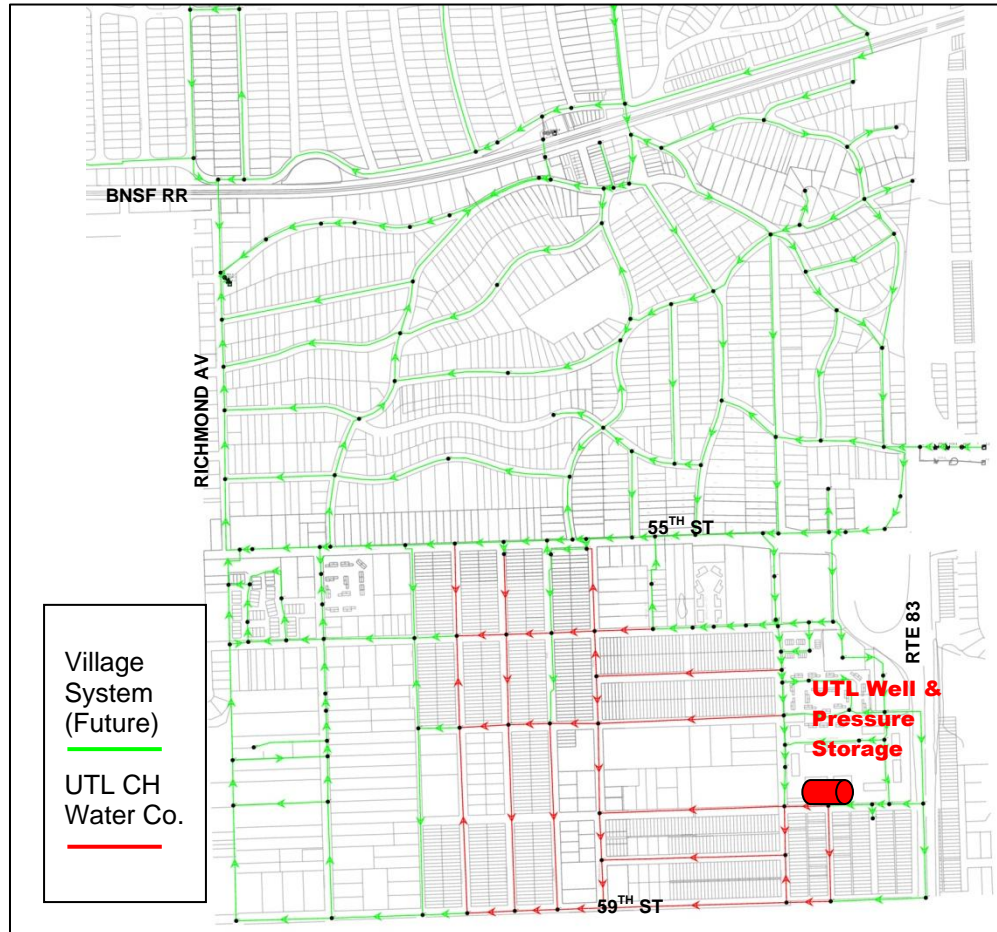 BNSF RR
RICHMOND AV
55TH ST
RTE 83
Village
System
(Future)
UTL CH
Water Co.
UTL Well &
Pressure
Storage
59TH ST